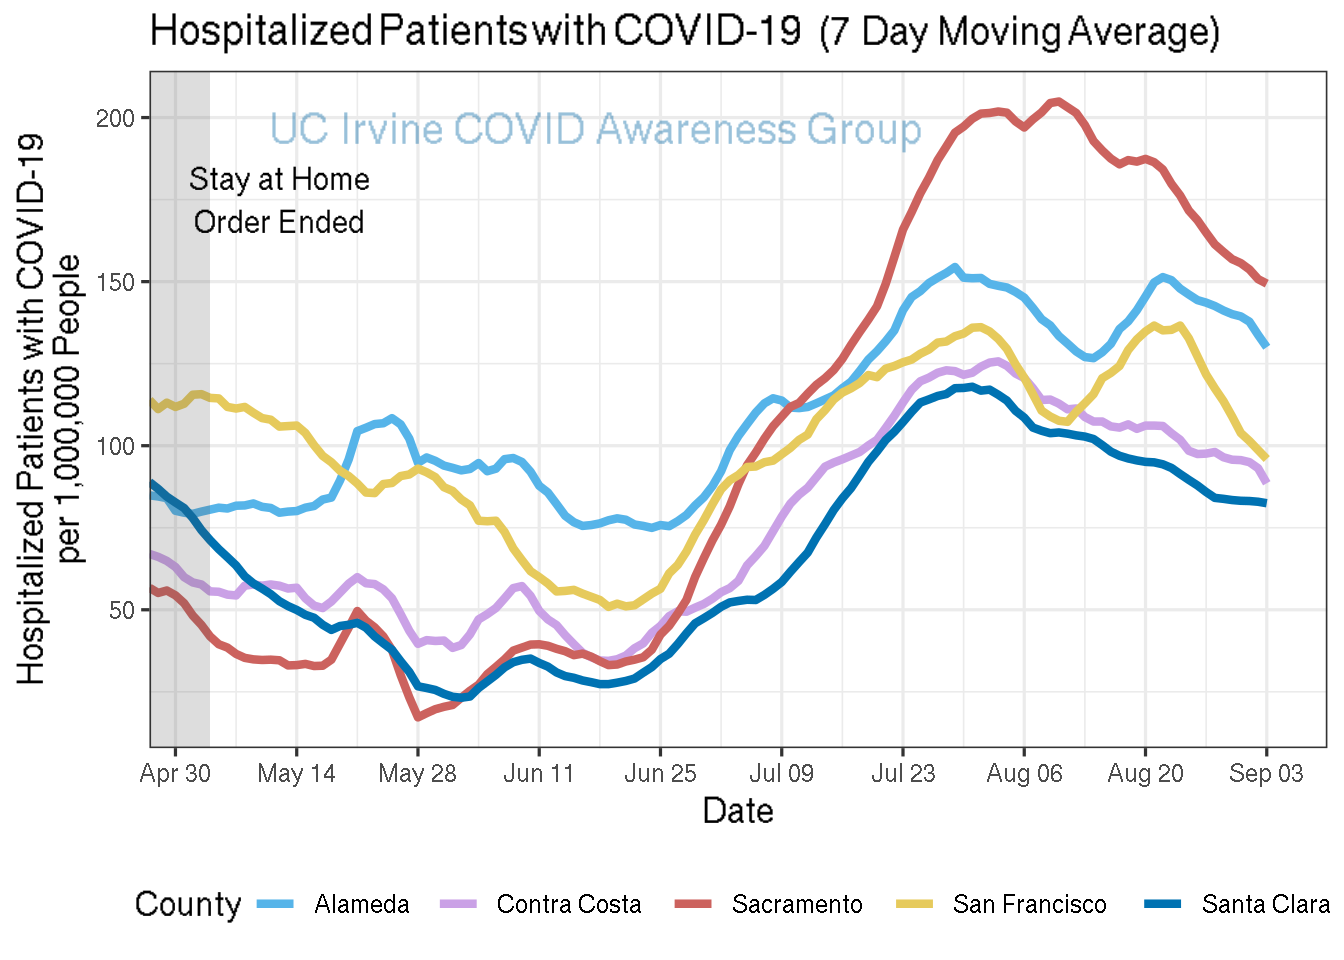 Hospitalized Patients with COVID-19 (7 Day Moving Average)
UC Irvine COVID Awareness Group
Stay at Home
Order Ended
Hospitalized Patients with COVID-19
per 1,000,000 People
200
150
100
50
Apr 30 May 14 May 28 Jun 11 Jun 25 Jul 09 Jul 23 Aug 06 Aug 20 Sep 03
Date
County Alameda Contra Costa Sacramento San Francisco Santa Clara